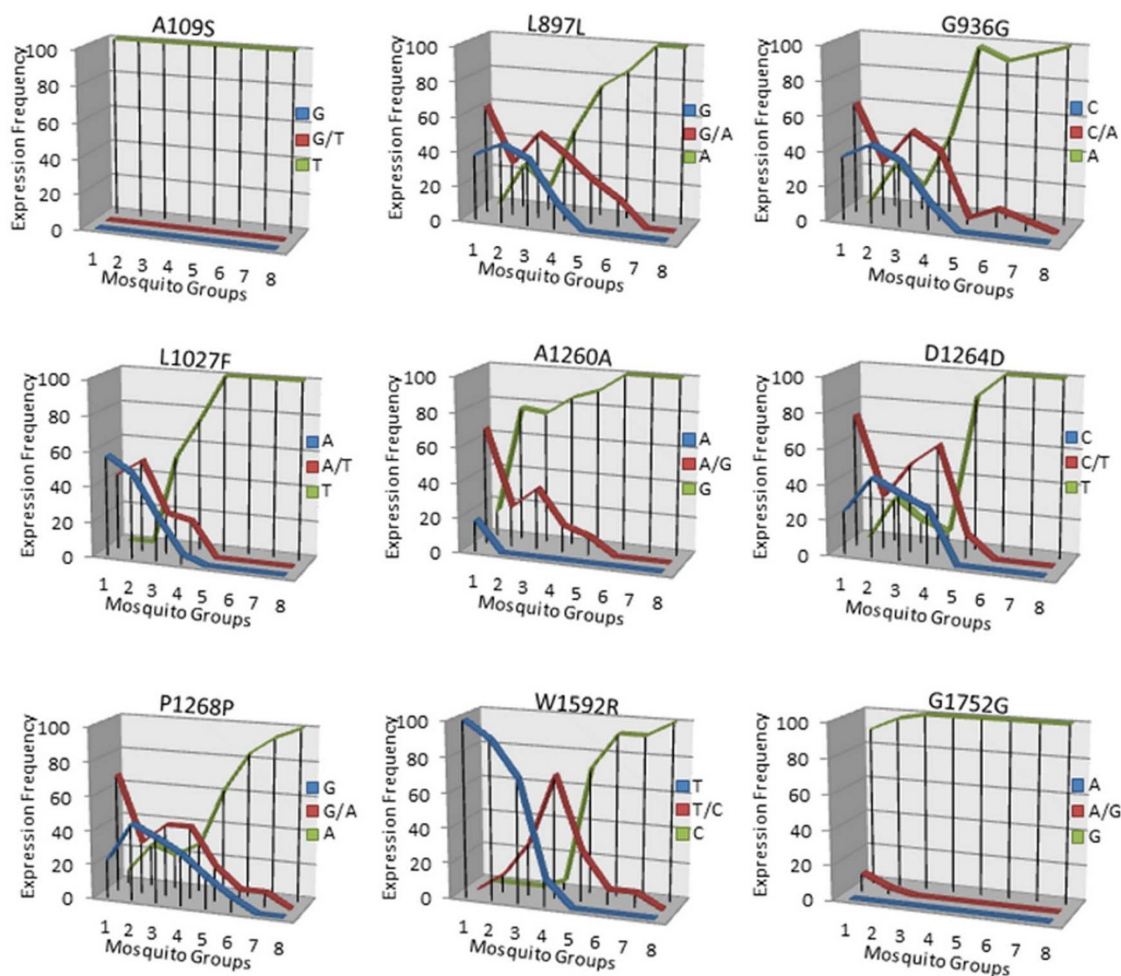 A109S
Expression Frequency
100
80
60
40
20
0
1 2 3 4 5 6 7 8
Mosquito Groups
G
G/T
T
L897L
Expression Frequency
100
80
60
40
20
0
1 2 3 4 5 6 7 8
Mosquito Groups
G
G/A
A
G936G
Expression Frequency
100
80
60
40
20
0
1 2 3 4 5 6 7 8
Mosquito Groups
C
C/A
A
L1027F
Expression Frequency
100
80
60
40
20
0
1 2 3 4 5 6 7 8
Mosquito Groups
A
A/T
T
A1260A
Expression Frequency
100
80
60
40
20
0
1 2 3 4 5 6 7 8
Mosquito Groups
A
A/G
G
D1264D
Expression Frequency
100
80
60
40
20
0
1 2 3 4 5 6 7 8
Mosquito Groups
C
C/T
T
P1268P
Expression Frequency
100
80
60
40
20
0
1 2 3 4 5 6 7 8
Mosquito Groups
G
G/A
A
W1592R
Expression Frequency
100
80
60
40
20
0
1 2 3 4 5 6 7 8
Mosquito Groups
T
T/C
C
G1752G
Expression Frequency
100
80
60
40
20
0
1 2 3 4 5 6 7 8
Mosquito Groups
A
A/G
G